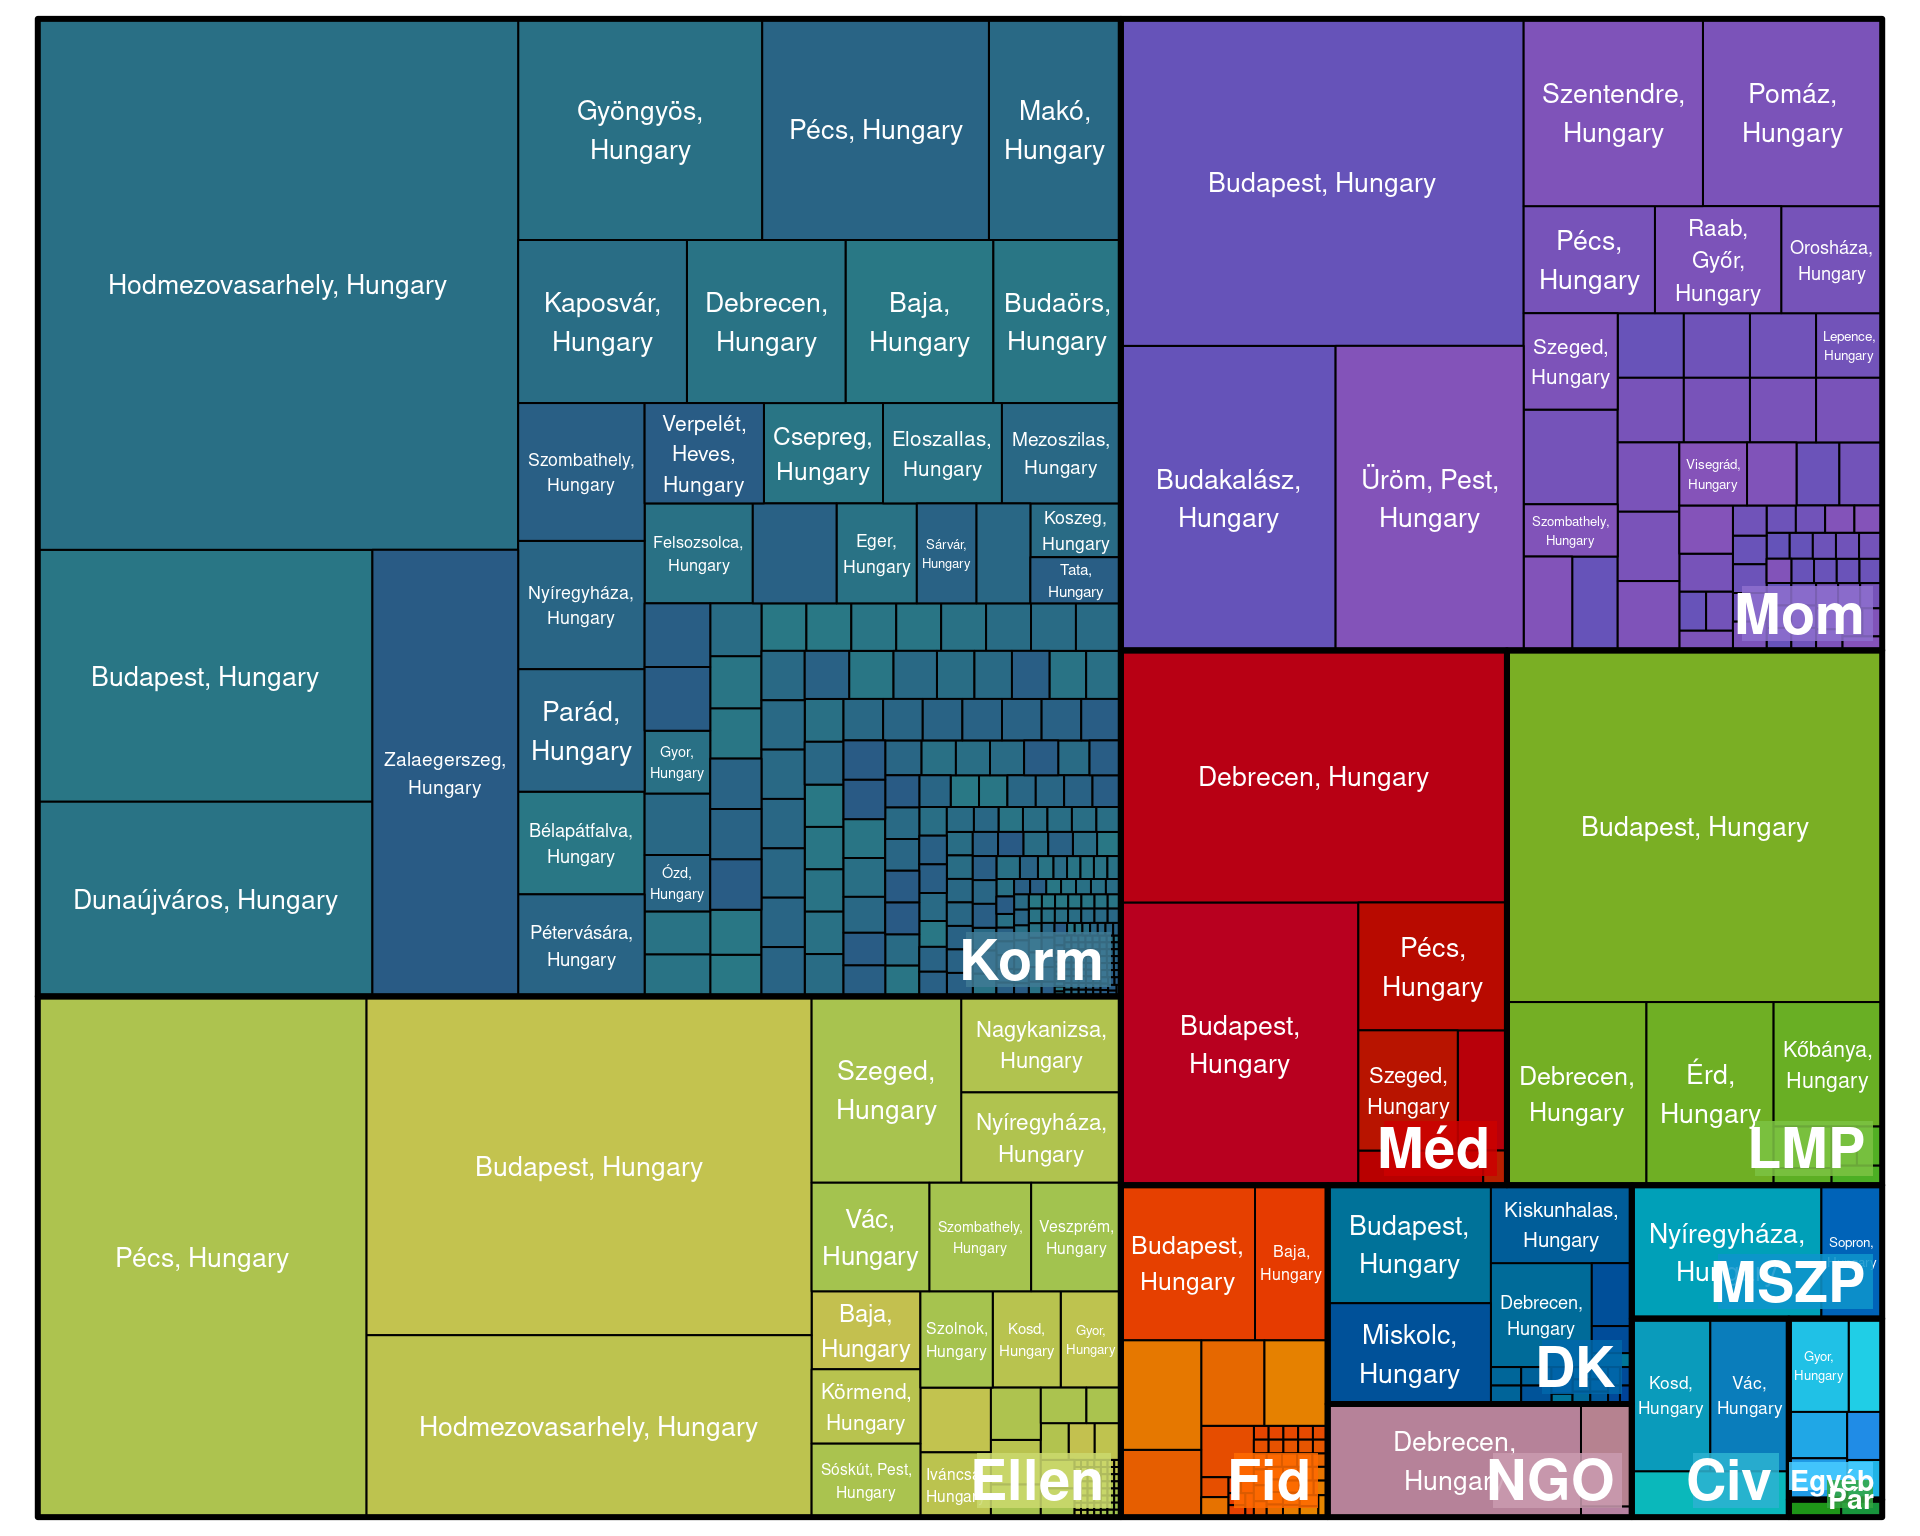 Hodmezovasarhely, Hungary
Gyöngyös,
Hungary
Pécs, Hungary
Makó,
Hungary
Kaposvár,
Hungary
Debrecen,
Hungary
Baja,
Hungary
Budaörs,
Hungary
Szombathely,
Hungary
Verpelét,
Heves,
Hungary
Csepreg,
Hungary
Eloszallas,
Hungary
Mezoszilas,
Hungary
Felsozsolca,
Hungary
Eger,
Hungary
Sárvár,
Hungary
Koszeg,
Hungary
Tata,
Hungary
Nyíregyháza,
Hungary
Budapest, Hungary
Zalaegerszeg,
Hungary
Parád,
Hungary
Gyor,
Hungary
Bélapátfalva,
Hungary
Ózd,
Hungary
Dunaújváros, Hungary
Pétervására,
Hungary
Korm
Budapest, Hungary
Szentendre,
Hungary
Pomáz,
Hungary
Pécs,
Hungary
Raab,
Győr,
Hungary
Orosháza,
Hungary
Szeged,
Hungary
Lepence,
Hungary
Budakalász,
Hungary
Üröm, Pest,
Hungary
Visegrád,
Hungary
Szombathely,
Hungary
Mom
Debrecen, Hungary
Budapest,
Hungary
Pécs,
Hungary
Szeged,
Hungary
Méd
Budapest, Hungary
Debrecen,
Hungary
Érd,
Hungary
Kőbánya,
Hungary
LMP
Pécs, Hungary
Budapest, Hungary
Hodmezovasarhely, Hungary
Szeged,
Hungary
Nagykanizsa,
Hungary
Nyíregyháza,
Hungary
Vác,
Hungary
Szombathely,
Hungary
Veszprém,
Hungary
Baja,
Hungary
Szolnok,
Hungary
Kosd,
Hungary
Gyor,
Hungary
Körmend,
Hungary
Sóskút, Pest,
Hungary
Iváncsa
Hungar
Ellen
Budapest,
Hungary
Baja,
Hungary
Fid
Budapest,
Hungary
Kiskunhalas,
Hungary
Debrecen,
Hungary
Miskolc,
Hungary
DK
Debrecen,
Hungar
NGO
Nyíregyháza,
Hu
Sopron,
MSZP
Kosd,
Hungary
Vác,
Hungary
Civ
Gyor,
Hungary
Egyéb
Pár